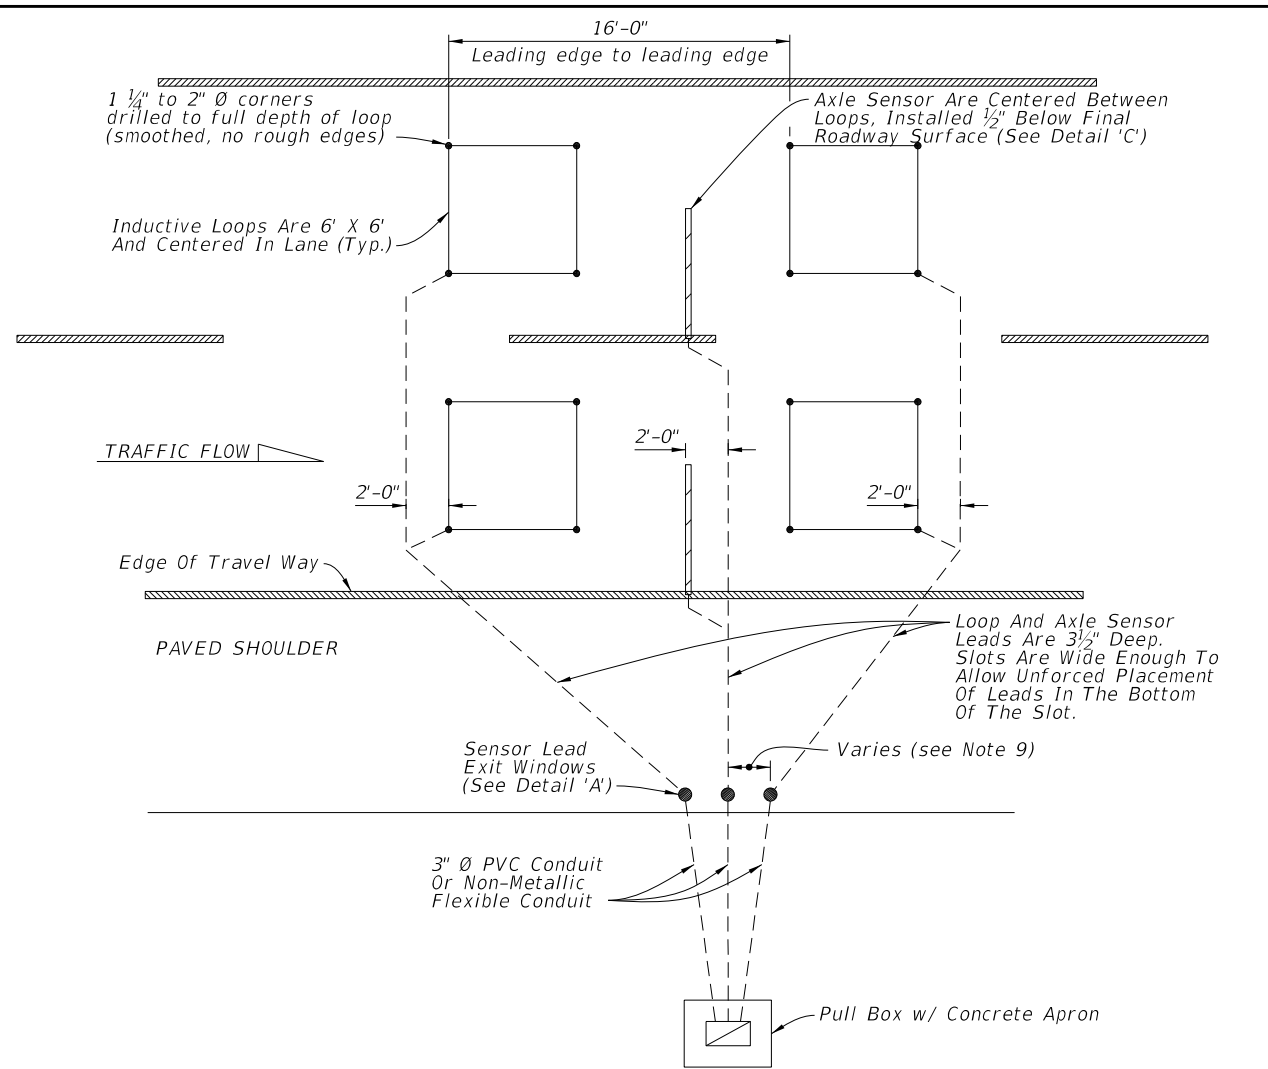 16'-0"
Leading edge to leading edge
1 ¼" to 2" Ø corners
drilled to full depth of loop
(smoothed, no rough edges)
Axle Sensor Are Centered Between
Loops, Installed ½" Below Final
Roadway Surface (See Detail 'C')
Inductive Loops Are 6' X 6'
And Centered In Lane (Typ.)
TRAFFIC FLOW
2'-0"
2'-0"
2'-0"
Edge Of Travel Way
PAVED SHOULDER
Loop And Axle Sensor
Leads Are 3½" Deep.
Slots Are Wide Enough To
Allow Unforced Placement
Of Leads In The Bottom
Of The Slot.
Sensor Lead
Exit Windows
(See Detail 'A')
Varies (see Note 9)
3" Ø PVC Conduit
Or Non-Metallic
Flexible Conduit
Pull Box w/ Concrete Apron